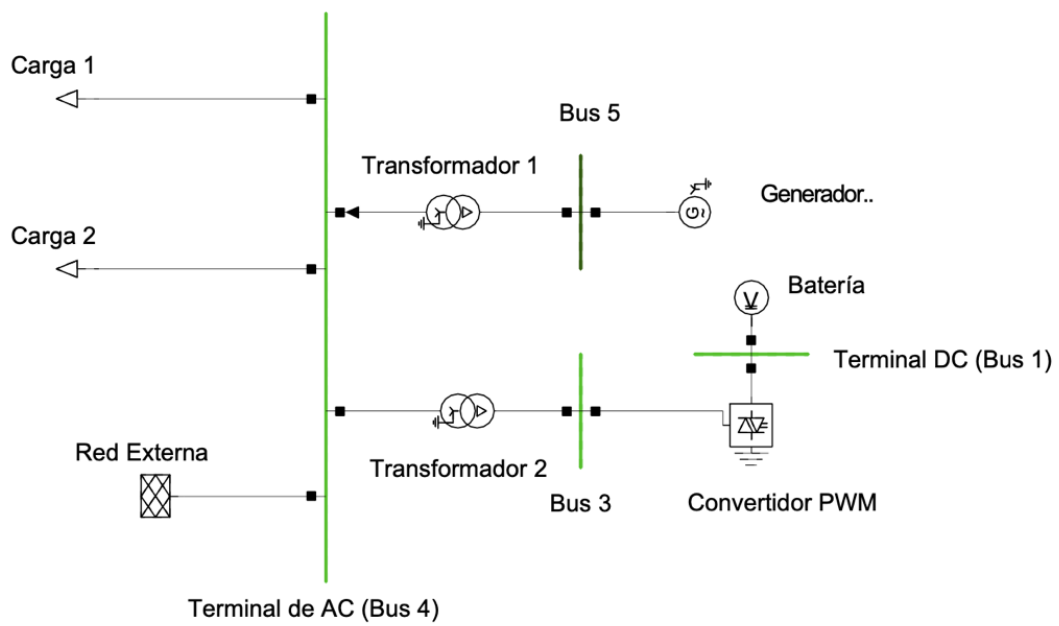 Carga 1
Bus 5
Transformador 1
Generador..
G
Carga 2
Batería
V
Terminal DC (Bus 1)
Red Externa
Transformador 2
Bus 3
Convertidor PWM
Terminal de AC (Bus 4)